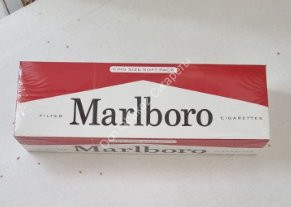 KING SIZE SOFT PACK
FILTER Marlboro CIGARETTES
Marlboro